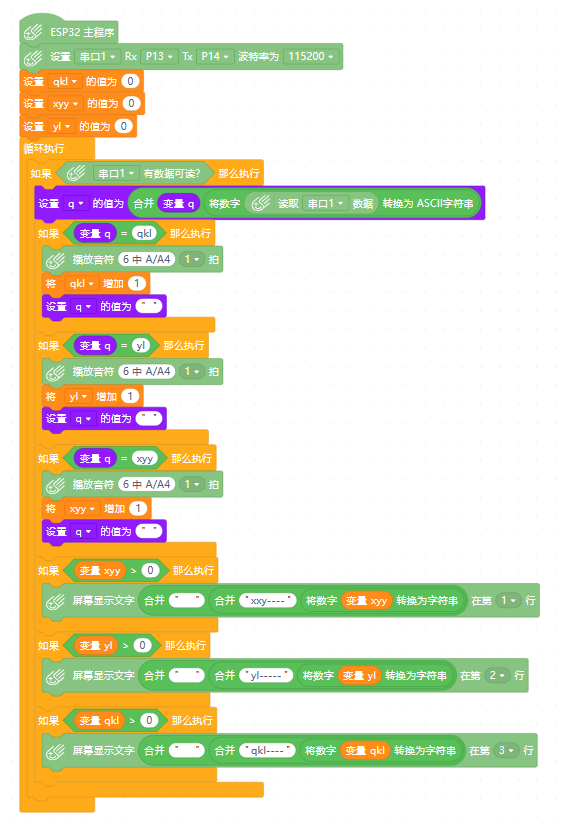 ESP32 主程序
设置 串口1 Rx P13 Tx P14 波特率为 115200
设置 qkl 的值为 0
设置 xyy 的值为 0
设置 yl 的值为 0
循环执行
如果 串口1 有数据可读? 那么执行
设置 q 的值为 合并 变量 q 将数字 读取 串口1 数据 转换为 ASCII字符串
如果 变量 q = qkl 那么执行
播放音符 6 中 A/A4 1 拍
将 qkl 增加 1
设置 q 的值为 " "
如果 变量 q = yl 那么执行
播放音符 6 中 A/A4 1 拍
将 yl 增加 1
设置 q 的值为 " "
如果 变量 q = xyy 那么执行
播放音符 6 中 A/A4 1 拍
将 xyy 增加 1
设置 q 的值为 " "
如果 变量 xyy > 0 那么执行
屏幕显示文字 合并 " " 合并 "xxy----" 将数字 变量 xyy 转换为字符串 在第 1 行
如果 变量 yl > 0 那么执行
屏幕显示文字 合并 " " 合并 "yl-----" 将数字 变量 yl 转换为字符串 在第 2 行
如果 变量 qkl > 0 那么执行
屏幕显示文字 合并 " " 合并 "qkl----" 将数字 变量 qkl 转换为字符串 在第 3 行